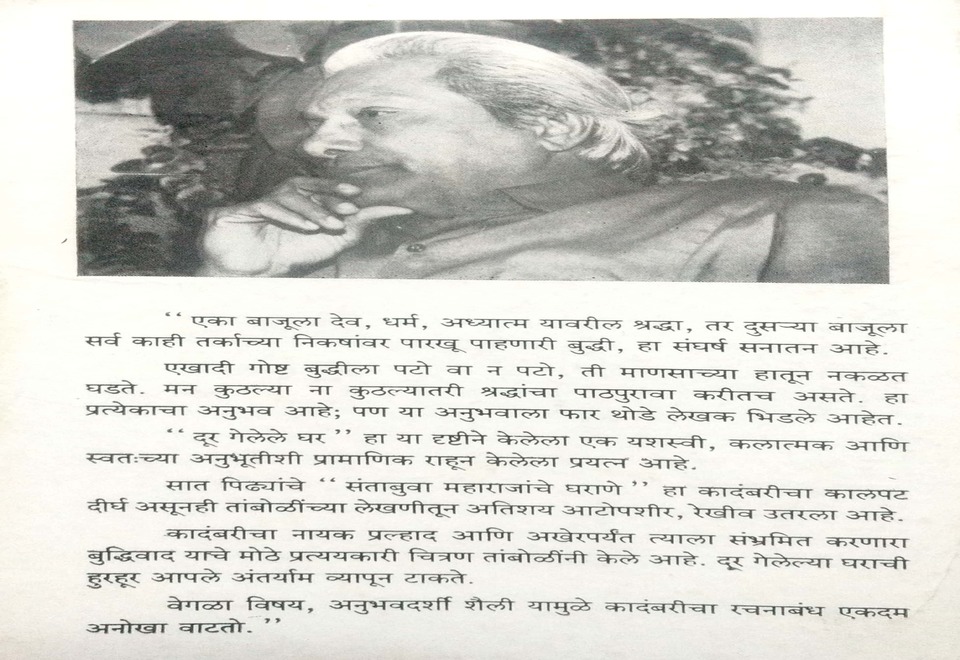 “ एका बाजूला देव, धर्म, अध्यात्म यावरील श्रद्धा, तर दुसऱ्या बाजूला
सर्व काही तर्काच्या निकषांवर पारखू पाहणारी बुद्धी, हा संघर्ष सनातन आहे.
एखादी गोष्ट बुद्धीला पटो वा न पटो, ती माणसाच्या हातून नकळत
घडते. मन कुठल्या ना कुठल्यातरी श्रद्धांचा पाठपुरावा करीतच असते. हा
प्रत्येकाचा अनुभव आहे; पण या अनुभवाला फार थोडे लेखक भिडले आहेत.
“ दूर गेलेले घर ” हा या दृष्टीने केलेला एक यशस्वी, कलात्मक आणि
स्वतःच्या अनुभूतीशी प्रामाणिक राहून केलेला प्रयत्न आहे.
सात पिढ्यांचे “ संताबुवा महाराजांचे घराणे ” हा कादंबरीचा कालपट
दीर्घ असूनही तांबोळींच्या लेखणीतून अतिशय आटोपशीर, रेखीव उतरला आहे.
कादंबरीचा नायक प्रल्हाद आणि अखेरपर्यंत त्याला संभ्रमित करणारा
बुद्धिवाद याचे मोठे प्रत्ययकारी चित्रण तांबोळींनी केले आहे. दूर गेलेल्या घराची
हुरहूर आपले अंतर्याम व्यापून टाकते.
वेगळा विषय, अनुभवदर्शी शैली यामुळे कादंबरीचा रचनाबंध एकदम
अनोखा वाटतो. ”